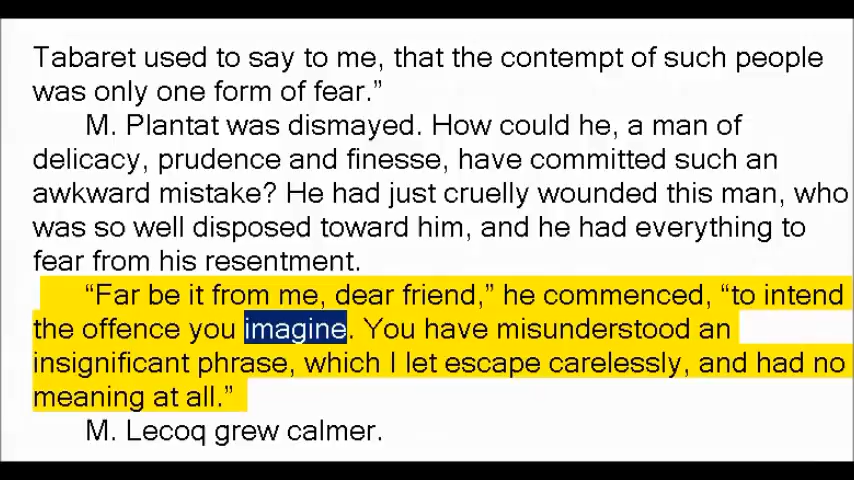 Tabaret used to say to me, that the contempt of such people
was only one form of fear.”
M. Plantat was dismayed. How could he, a man of
delicacy, prudence and finesse, have committed such an
awkward mistake? He had just cruelly wounded this man, who
was so well disposed toward him, and he had everything to
fear from his resentment.
“Far be it from me, dear friend,” he commenced, “to intend
the offence you imagine. You have misunderstood an
insignificant phrase, which I let escape carelessly, and had no
meaning at all.”
M. Lecoq grew calmer.